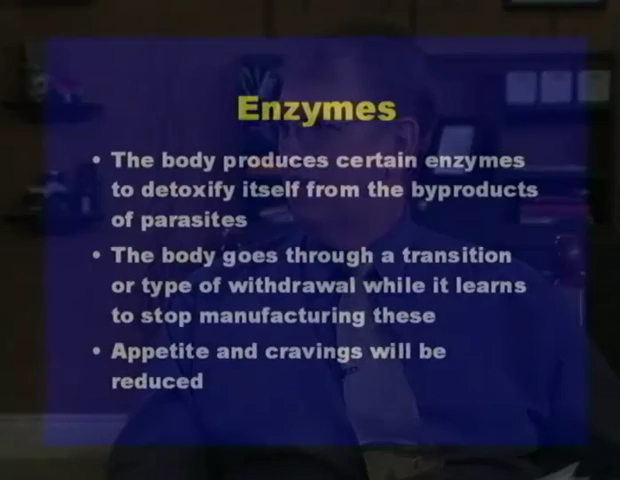 Enzymes
• The body produces certain enzymes
to detoxify itself from the byproducts
of parasites
• The body goes through a transition
or type of withdrawal while it learns
to stop manufacturing these
• Appetite and cravings will be
reduced